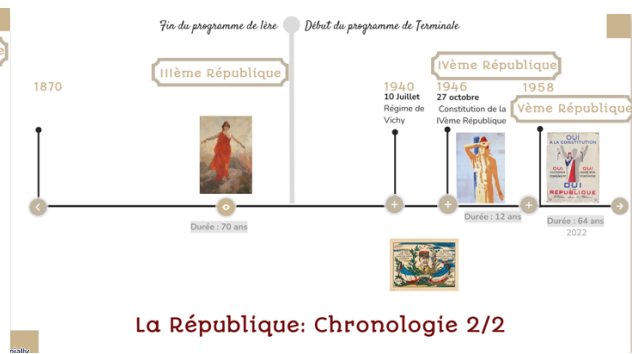 Fin du programme de 1ère
Début du programme de Terminale
IIIème République
IVème République
1870
1940
10 Juillet
Régime de
Vichy
1946
27 octobre
Constitution de la
IVème République
1958
Vème République
OUI
A LA CONSTITUTION
OUI
REPUBLIQUE
Durée : 70 ans
Durée : 12 ans
Durée : 64 ans
2022
La République: Chronologie 2/2
nially